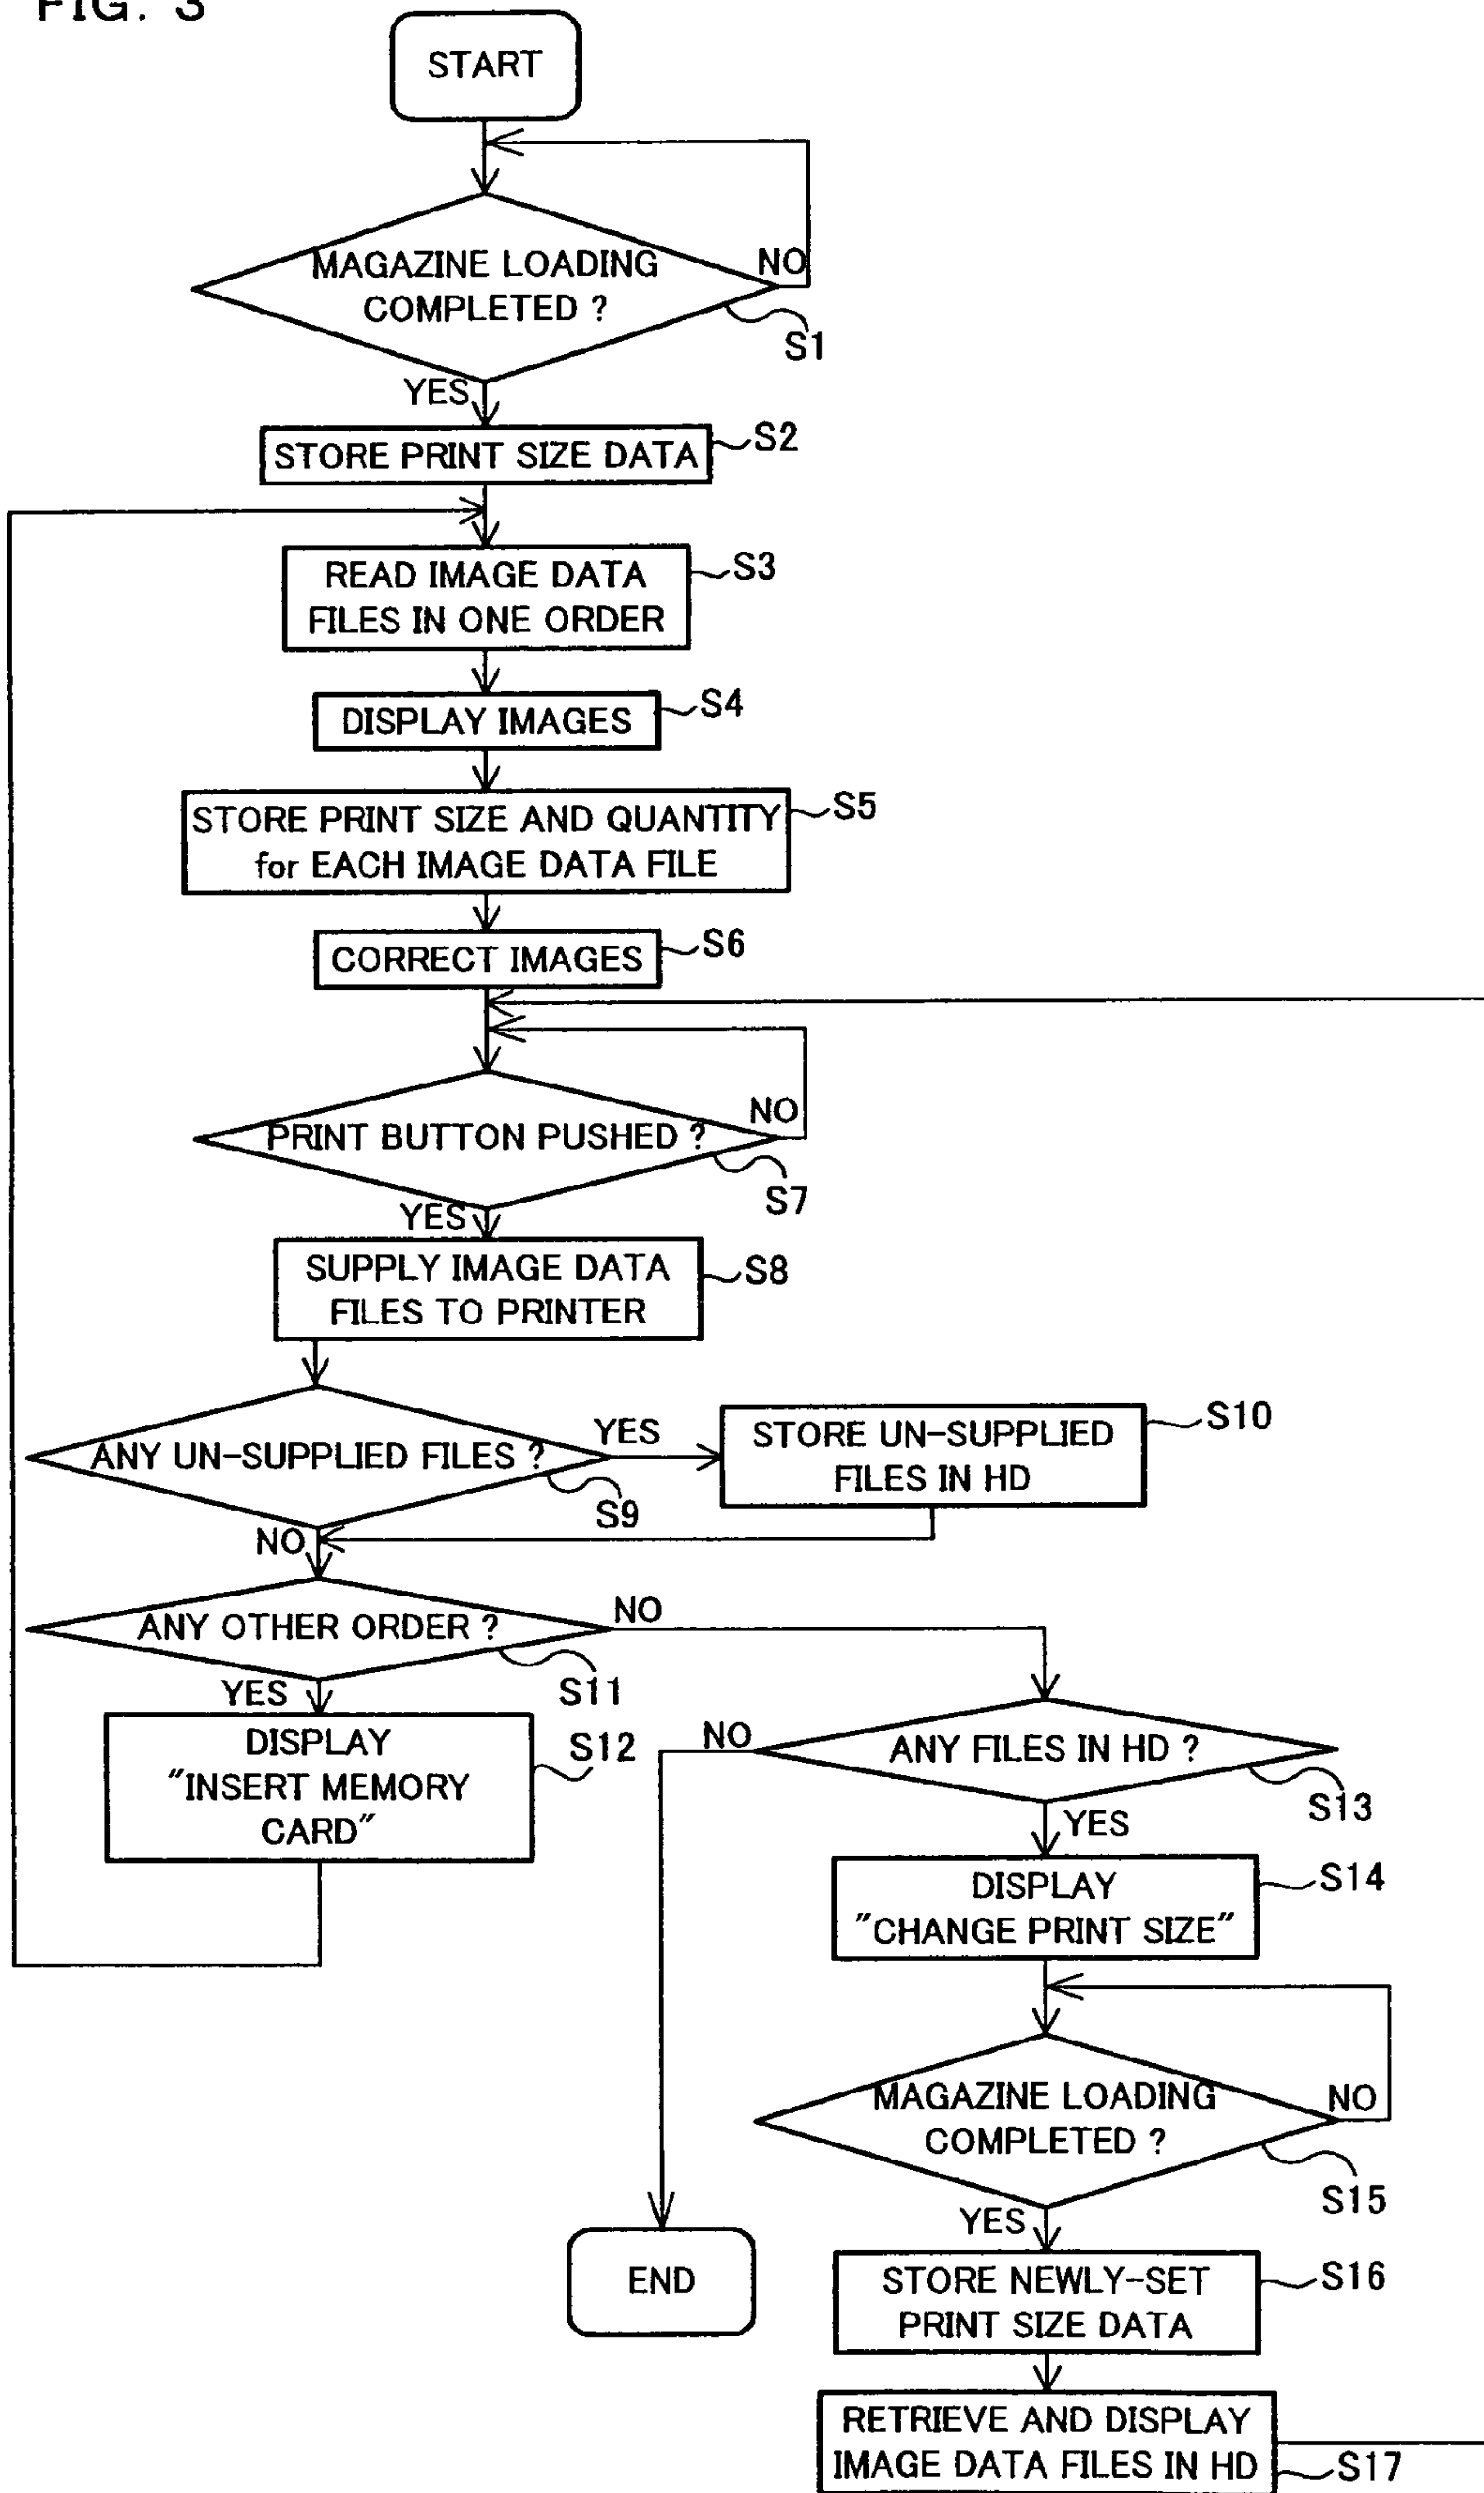 FIG. 3
START
MAGAZINE LOADING
COMPLETED ?
NO
S1
YES
STORE PRINT SIZE DATA
S2
READ IMAGE DATA
FILES IN ONE ORDER
S3
DISPLAY IMAGES
S4
STORE PRINT SIZE AND QUANTITY
for EACH IMAGE DATA FILE
S5
CORRECT IMAGES
S6
PRINT BUTTON PUSHED ?
NO
S7
YES
SUPPLY IMAGE DATA
FILES TO PRINTER
S8
ANY UN-SUPPLIED FILES ?
YES
S9
STORE UN-SUPPLIED
FILES IN HD
S10
NO
ANY OTHER ORDER ?
NO
S11
YES
DISPLAY
"INSERT MEMORY
CARD"
S12
ANY FILES IN HD ?
NO
S13
YES
DISPLAY
"CHANGE PRINT SIZE"
S14
MAGAZINE LOADING
COMPLETED ?
NO
S15
YES
STORE NEWLY-SET
PRINT SIZE DATA
S16
END
RETRIEVE AND DISPLAY
IMAGE DATA FILES IN HD
S17